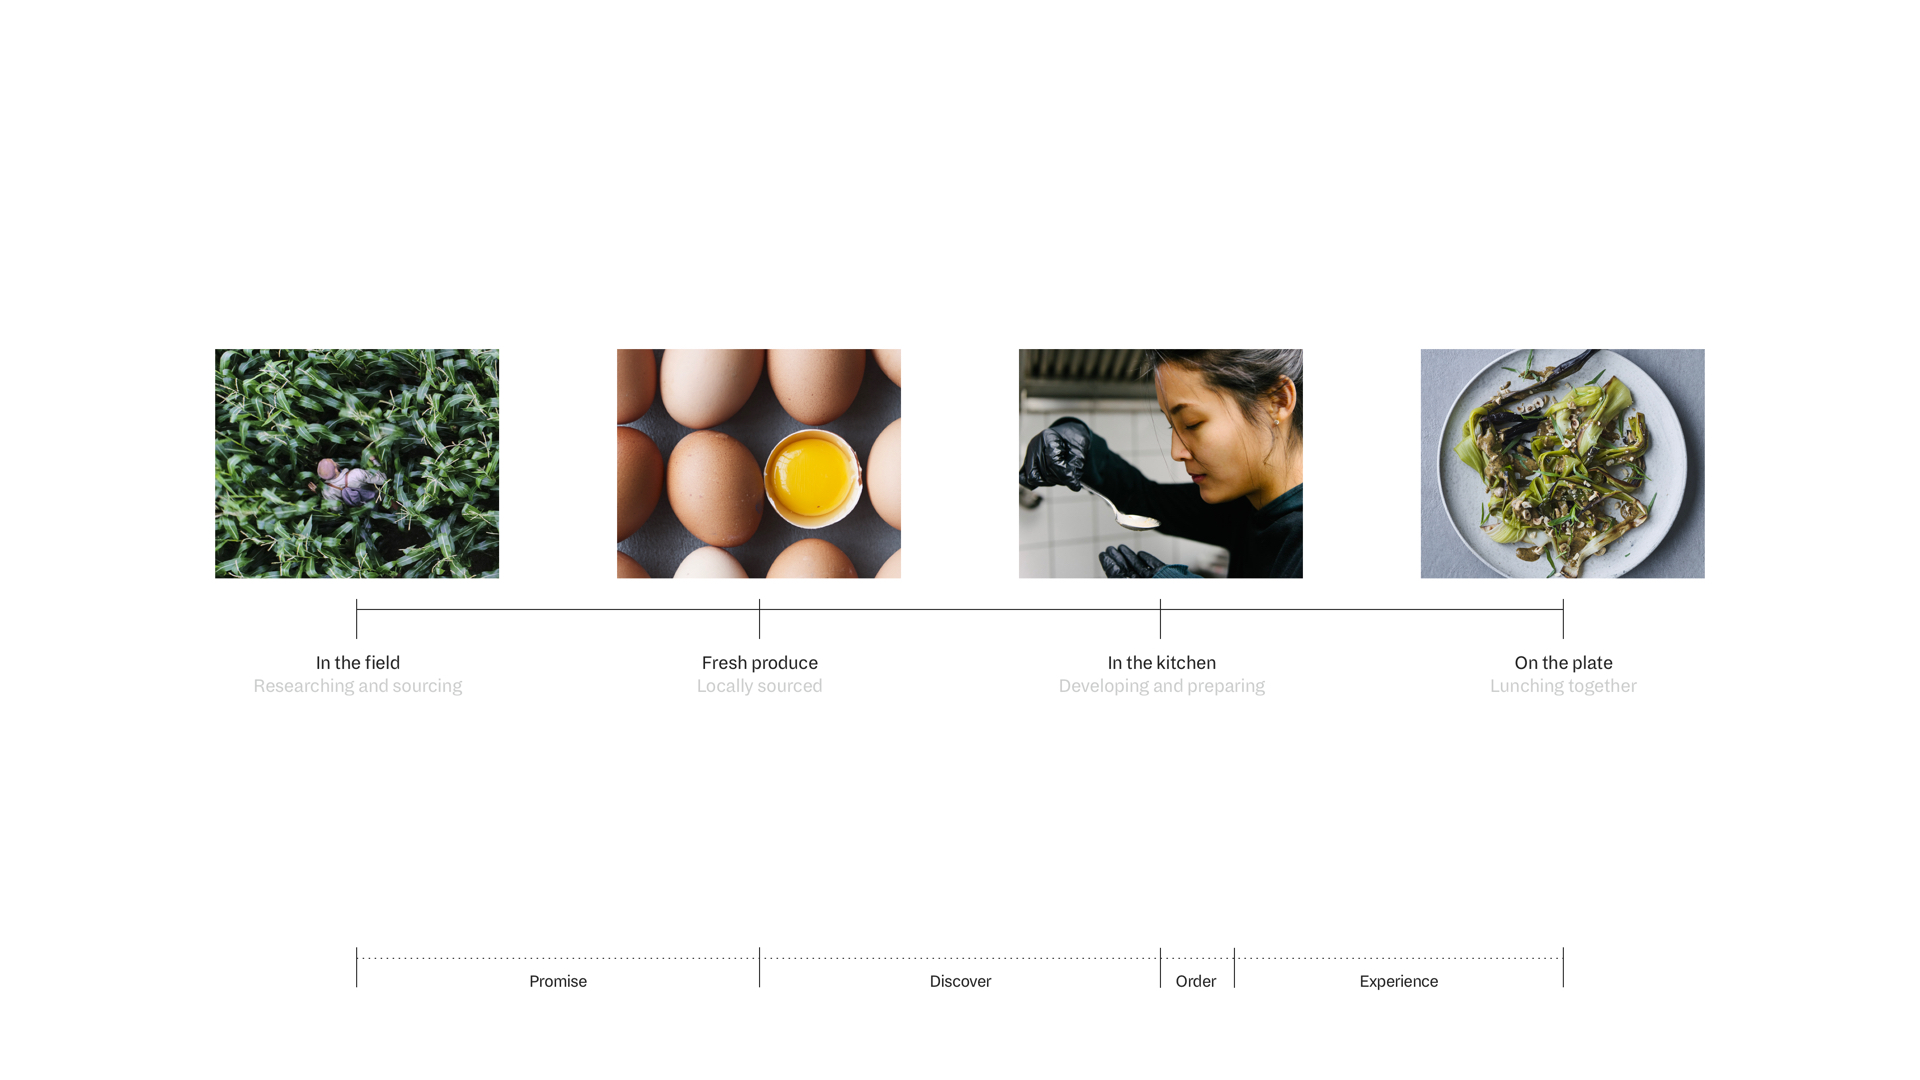 In the field
Researching and sourcing
Fresh produce
Locally sourced
In the kitchen
Developing and preparing
On the plate
Lunching together
Promise
Discover
Order
Experience